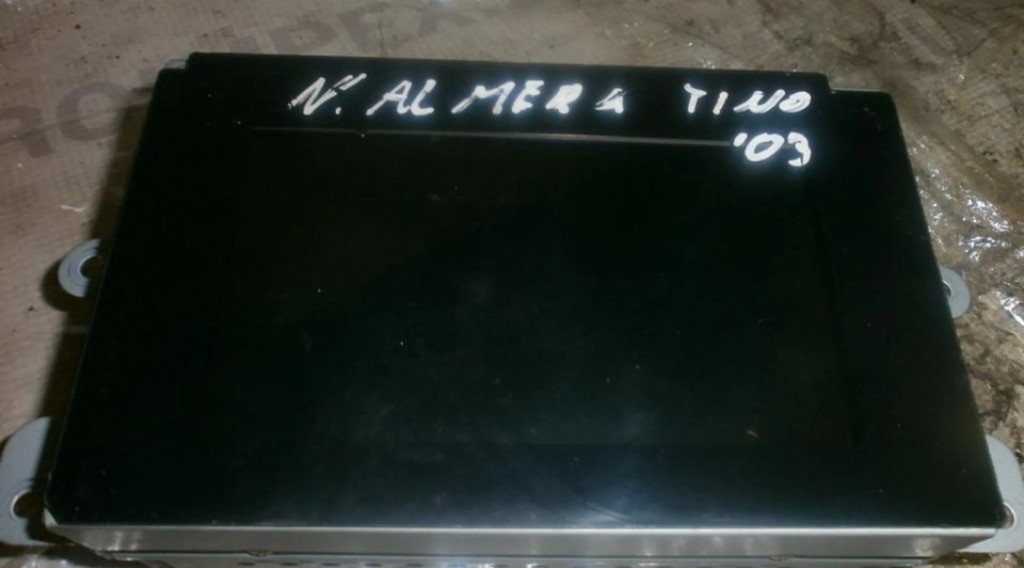 N. ALMERA TINO
'03